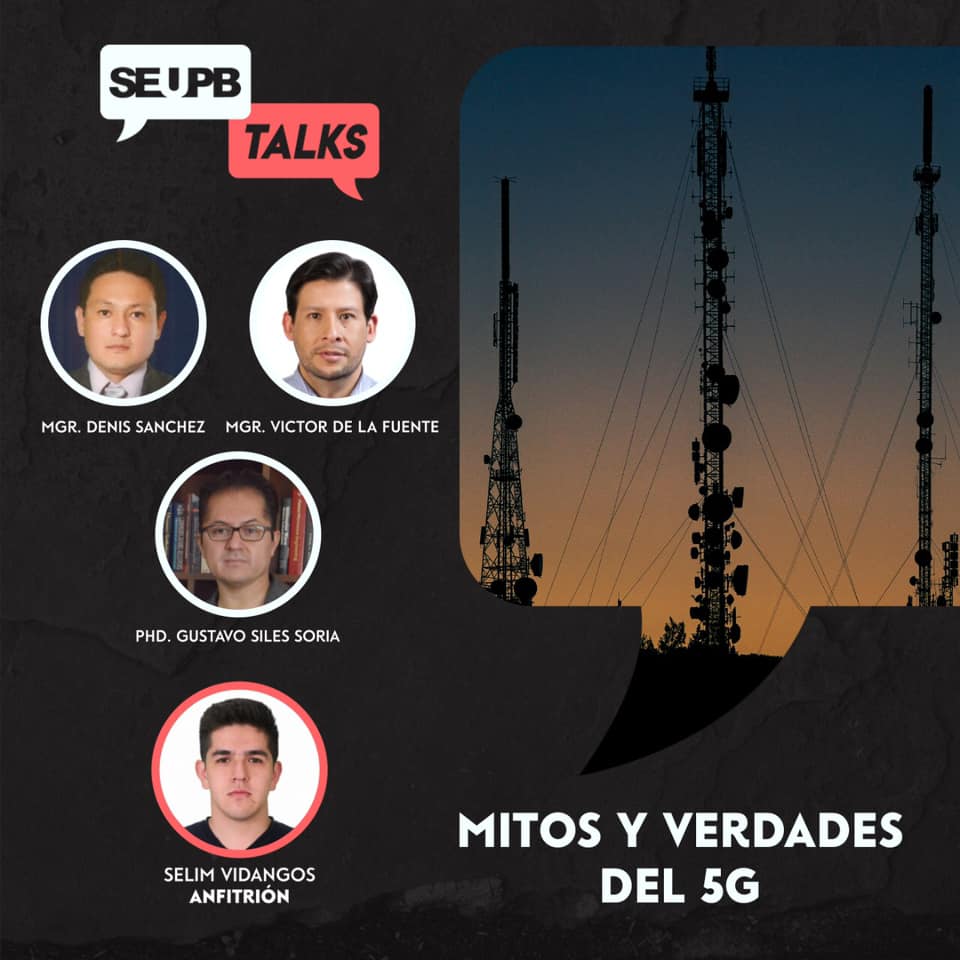 SEUPB
TALKS
MGR. DENIS SANCHEZ
MGR. VICTOR DE LA FUENTE
PHD. GUSTAVO SILES SORIA
SELIM VIDANGOS
ANFITRIÓN
MITOS Y VERDADES
DEL 5G